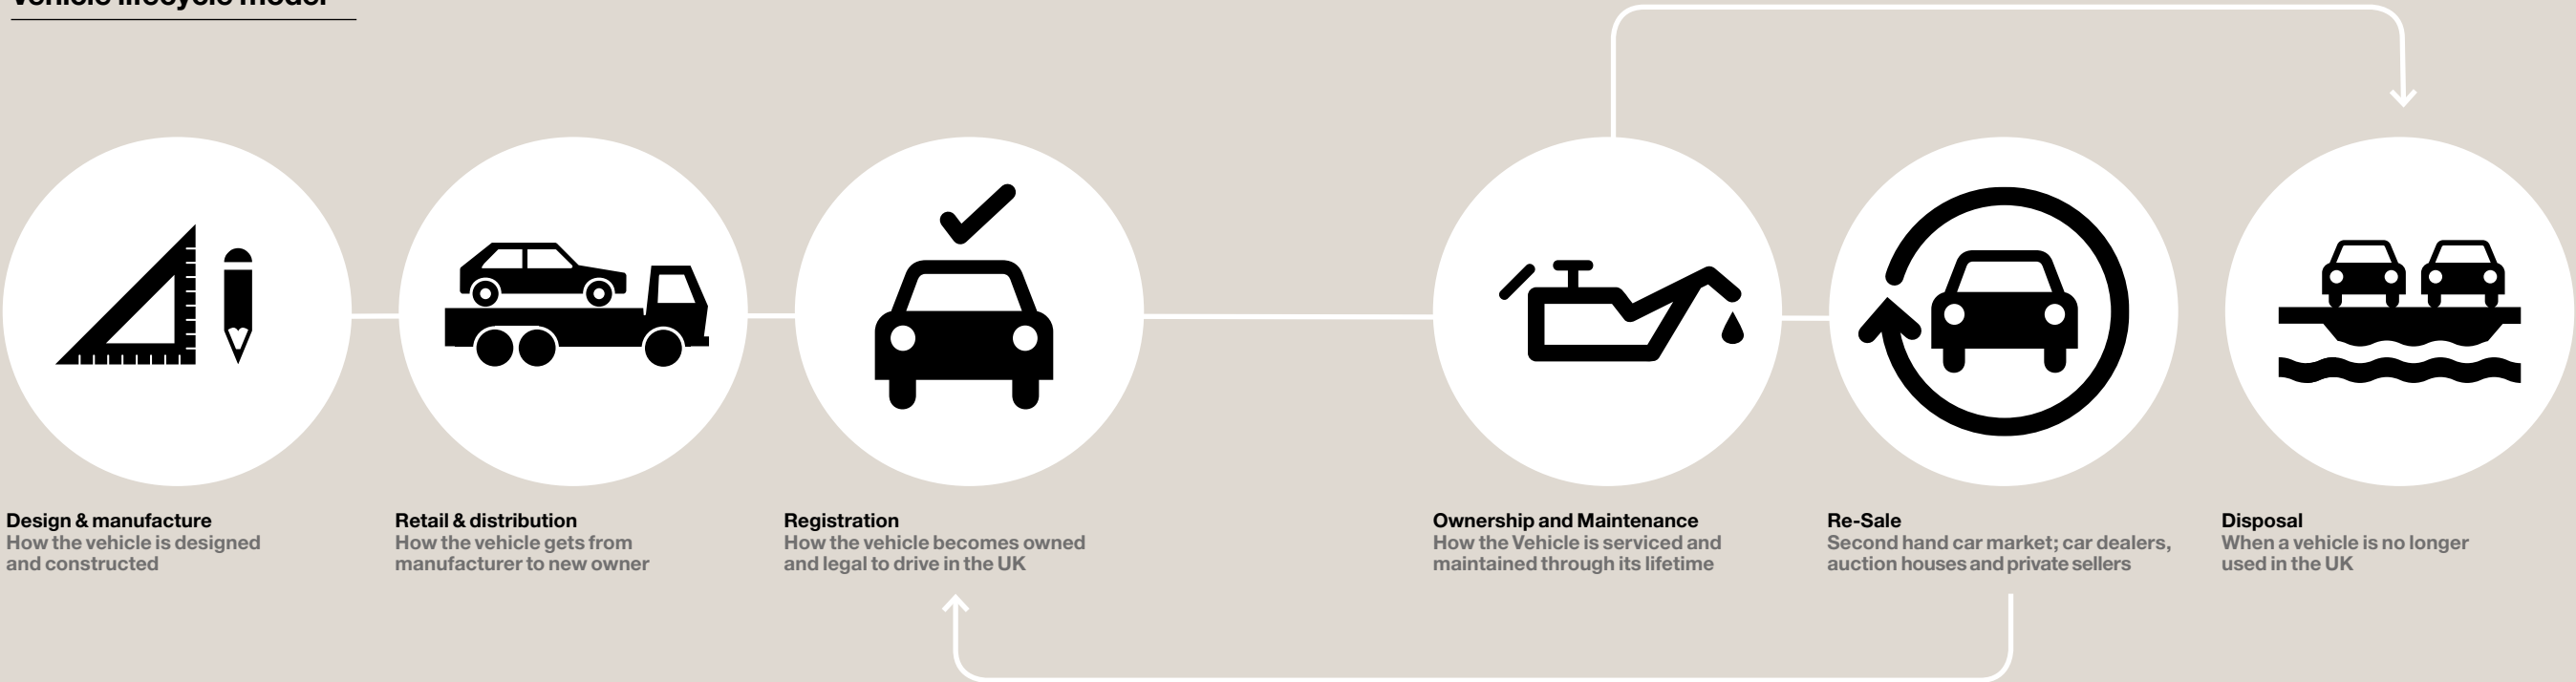 Vehicle lifecycle model
Design & manufacture
How the vehicle is designed
and constructed
Retail & distribution
How the vehicle gets from
manufacturer to new owner
Registration
How the vehicle becomes owned
and legal to drive in the UK
Ownership and Maintenance
How the Vehicle is serviced and
maintained through its lifetime
Re-Sale
Second hand car market; car dealers,
auction houses and private sellers
Disposal
When a vehicle is no longer
used in the UK